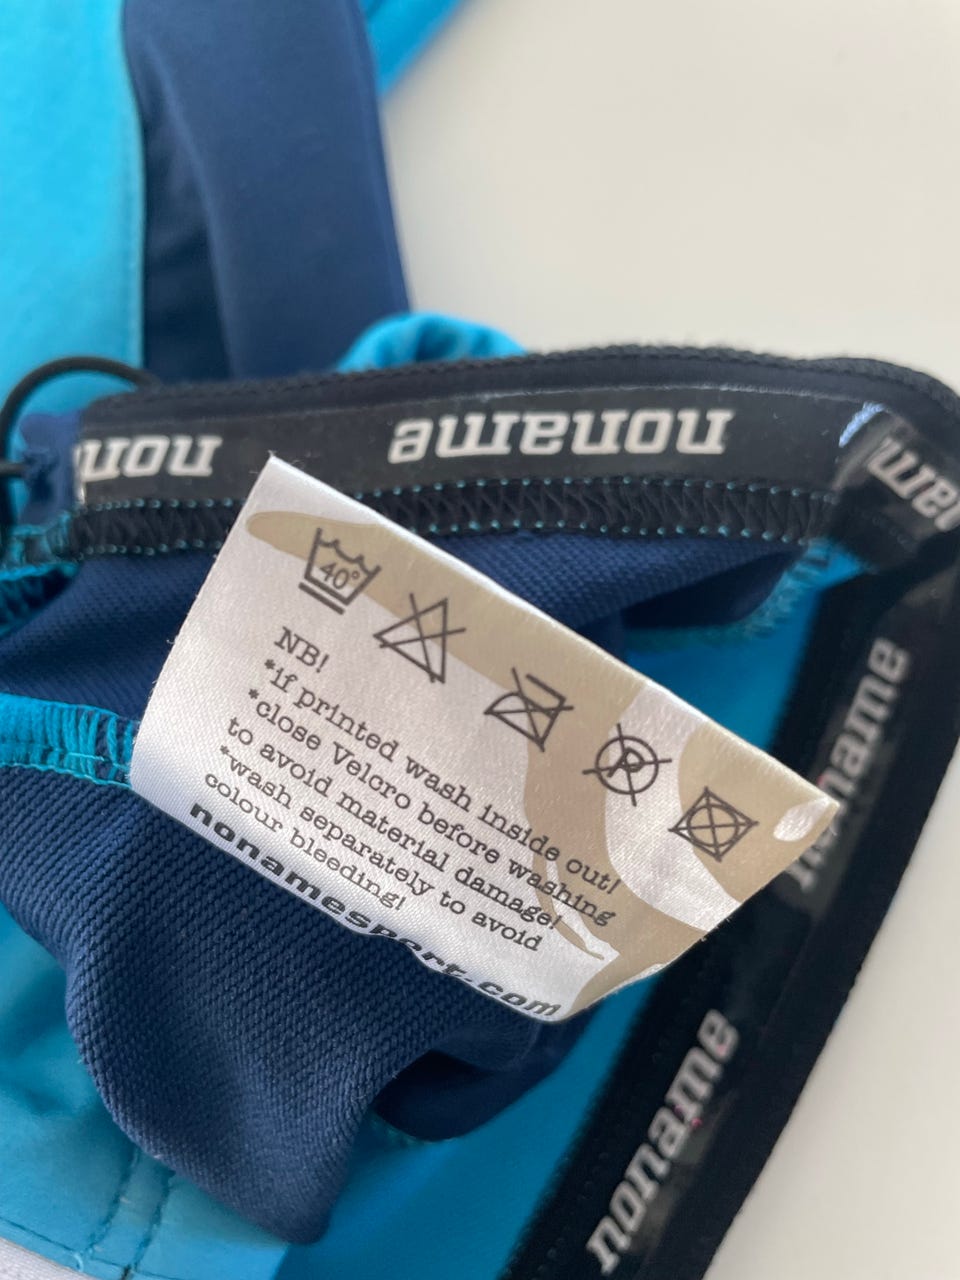 noname
noname
40°
NB!
*if printed wash inside out!
*close Velcro before washing
to avoid material damage!
*wash separately to avoid
colour bleeding!
nonamesport.com
noname
noname